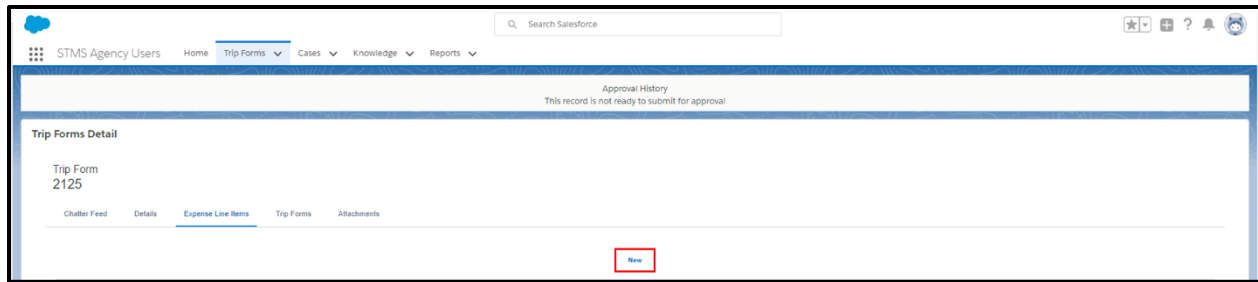 Search Salesforce
?
STMS Agency Users Home Trip Forms Cases Knowledge Reports
Approval History
This record is not ready to submit for approval
Trip Forms Detail
Trip Form
2125
Chatter Feed Details Expense Line Items Trip Forms Attachments
New